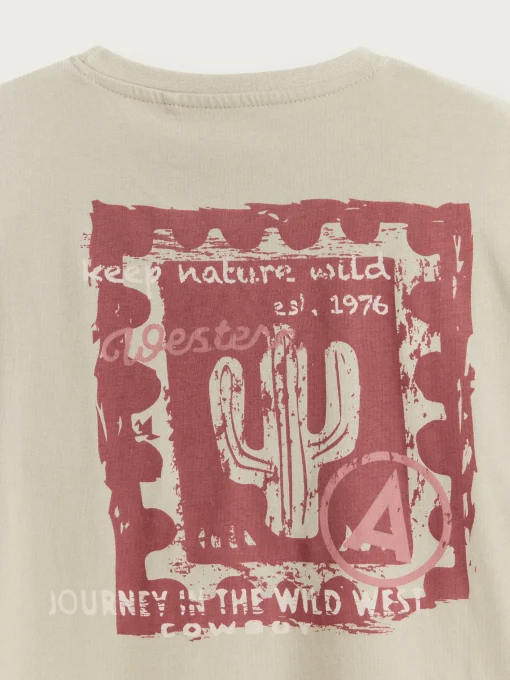 keep nature wild
est. 1976
Western
A
JOURNEY IN THE WILD WEST
COWBOY